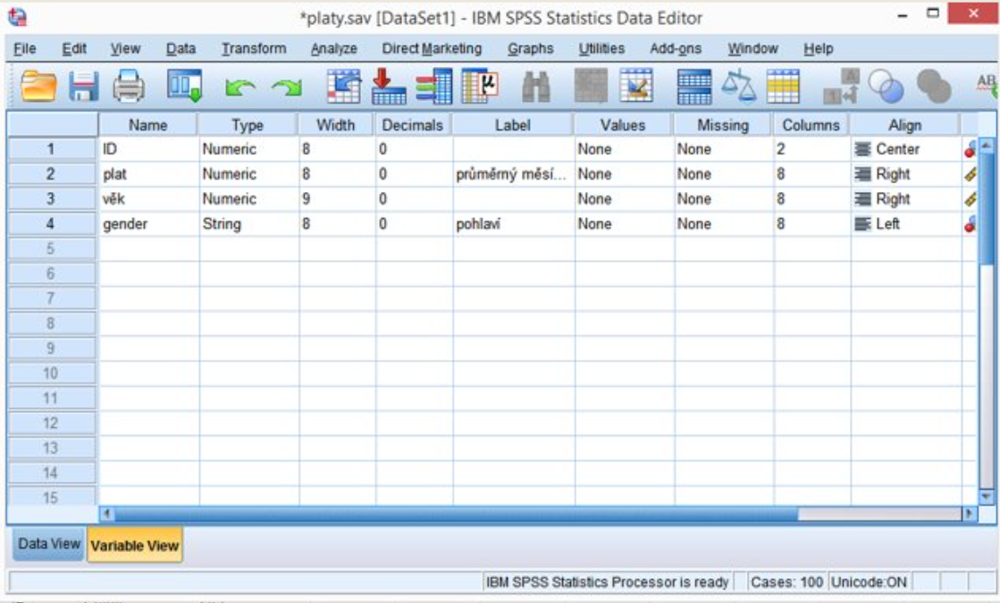 *platy.sav [DataSet1] - IBM SPSS Statistics Data Editor
File Edit View Data Transform Analyze Direct Marketing Graphs Utilities Add-ons Window Help
Name Type Width Decimals Label Values Missing Columns Align
1 ID Numeric 8 0 None None 2 Center
2 plat Numeric 8 0 průměrný měsí... None None 8 Right
3 věk Numeric 9 0 None None 8 Right
4 gender String 8 0 pohlaví None None 8 Left
5
6
7
8
9
10
11
12
13
14
15
Data View Variable View
IBM SPSS Statistics Processor is ready Cases: 100 Unicode:ON